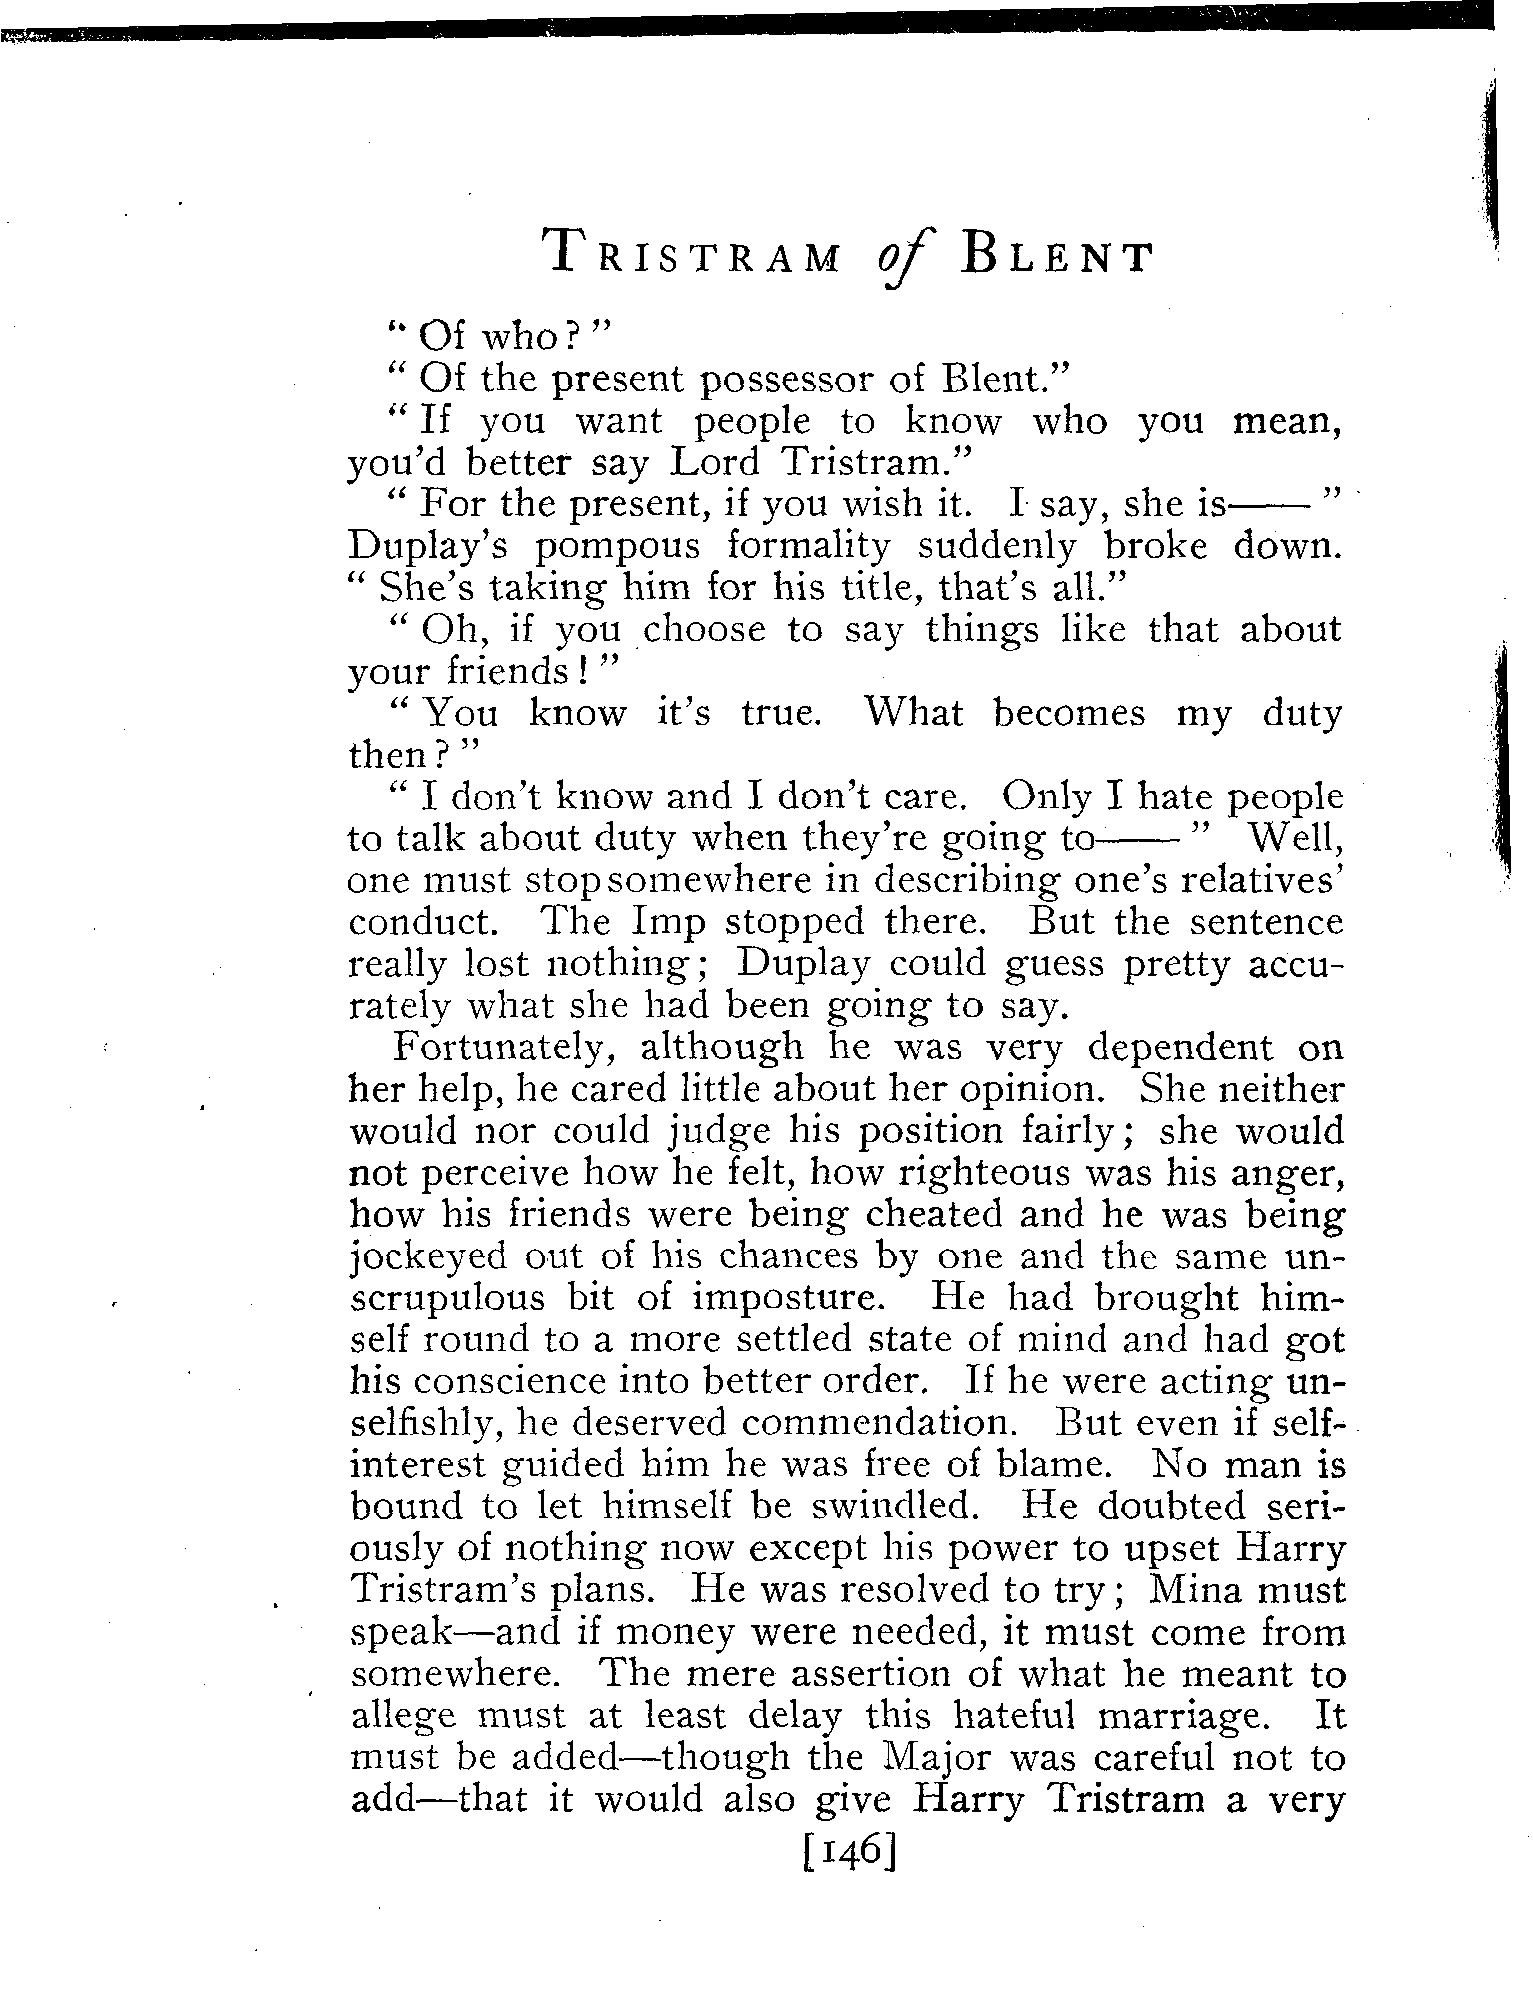 TRISTRAM of BLENT
“ Of who? ”
“ Of the present possessor of Blent.”
“ If you want people to know who you mean,
you'd better say Lord Tristram.”
“ For the present, if you wish it. I say, she is—— ”
Duplay's pompous formality suddenly broke down.
“ She's taking him for his title, that's all.”
“ Oh, if you choose to say things like that about
your friends ! ”
“ You know it's true. What becomes my duty
then? ”
“ I don't know and I don't care. Only I hate people
to talk about duty when they're going to—— ” Well,
one must stop somewhere in describing one's relatives'
conduct. The Imp stopped there. But the sentence
really lost nothing; Duplay could guess pretty accu-
rately what she had been going to say.
Fortunately, although he was very dependent on
her help, he cared little about her opinion. She neither
would nor could judge his position fairly; she would
not perceive how he felt, how righteous was his anger,
how his friends were being cheated and he was being
jockeyed out of his chances by one and the same un-
scrupulous bit of imposture. He had brought him-
self round to a more settled state of mind and had got
his conscience into better order. If he were acting un-
selfishly, he deserved commendation. But even if self-
interest guided him he was free of blame. No man is
bound to let himself be swindled. He doubted seri-
ously of nothing now except his power to upset Harry
Tristram's plans. He was resolved to try; Mina must
speak—and if money were needed, it must come from
somewhere. The mere assertion of what he meant to
allege must at least delay this hateful marriage. It
must be added—though the Major was careful not to
add—that it would also give Harry Tristram a very
[146]